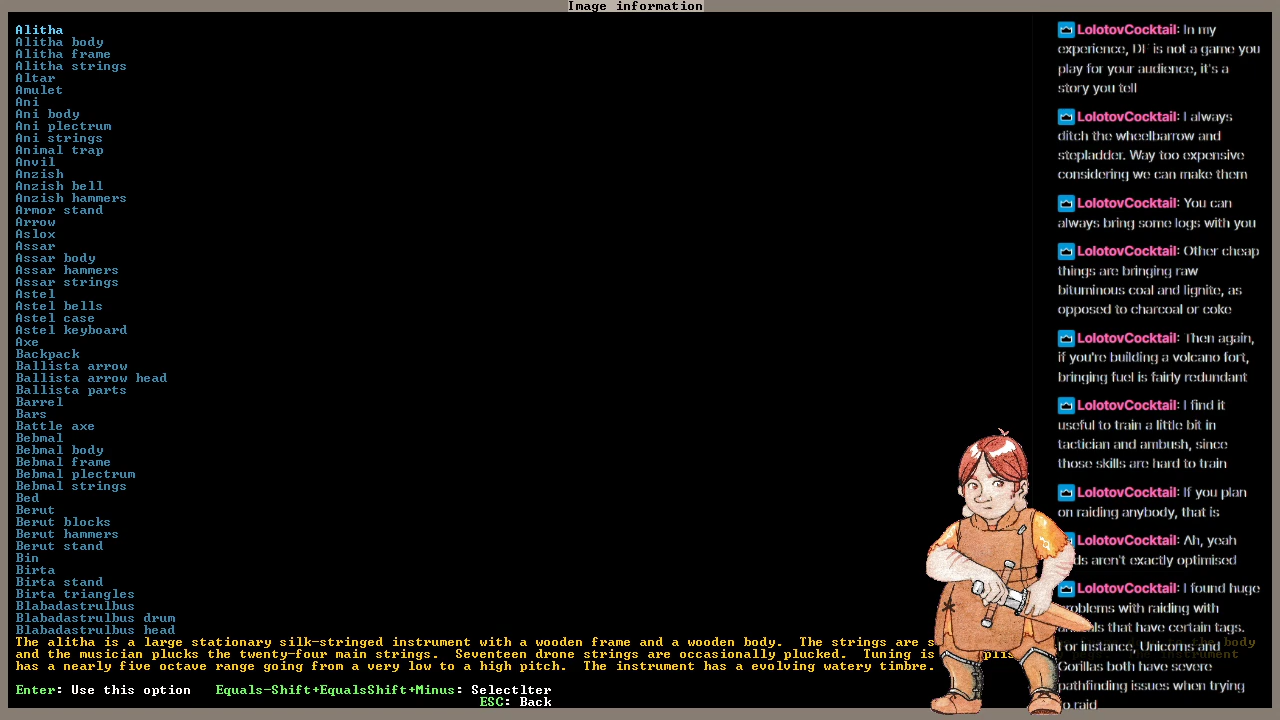 Image information
Alitha
Alitha body
Alitha frame
Alitha strings
Altar
Amulet
Ani
Ani body
Ani plectrum
Ani strings
Animal trap
Anvil
Anzish
Anzish bell
Anzish hammers
Armor stand
Arrow
Aslox
Assar
Assar body
Assar hammers
Assar strings
Astel
Astel bells
Astel case
Astel keyboard
Axe
Backpack
Ballista arrow
Ballista arrow head
Ballista parts
Barrel
Bars
Battle axe
Bebmal
Bebmal body
Bebmal frame
Bebmal plectrum
Bebmal strings
Bed
Berut
Berut blocks
Berut hammers
Berut stand
Bin
Birta
Birta stand
Birta triangles
Blabadastrulbus
Blabadastrulbus drum
Blabadastrulbus head
The alitha is a large stationary silk-stringed instrument with a wooden frame and a wooden body. The strings are the body
and the musician plucks the twenty-four main strings. Seventeen drone strings are occasionally plucked. Tuning is instrument
has a nearly five octave range going from a very low to a high pitch. The instrument has a evolving watery timbre.
Enter: Use this option Equals-Shift+EqualsShift+Minus: SelectIter
ESC: Back
LolotovCocktail: In my
experience, DF is not a game you
play for your audience, it's a
story you tell
LolotovCocktail: I always
ditch the wheelbarrow and
stepladder. Way too expensive
considering we can make them
LolotovCocktail: You can
always bring some logs with you
LolotovCocktail: Other cheap
things are bringing raw
bituminous coal and lignite, as
opposed to charcoal or coke
LolotovCocktail: Then again,
if you're building a volcano fort,
bringing fuel is fairly redundant
LolotovCocktail: I find it
useful to train a little bit in
tactician and ambush, since
those skills are hard to train
LolotovCocktail: If you plan
on raiding anybody, that is
LolotovCocktail: Ah, yeah
aren't exactly optimised
LolotovCocktail: I found huge
problems with raiding with
that have certain tags.
For instance, Unicorns and
Gorillas both have severe
pathfinding issues when trying
to raid